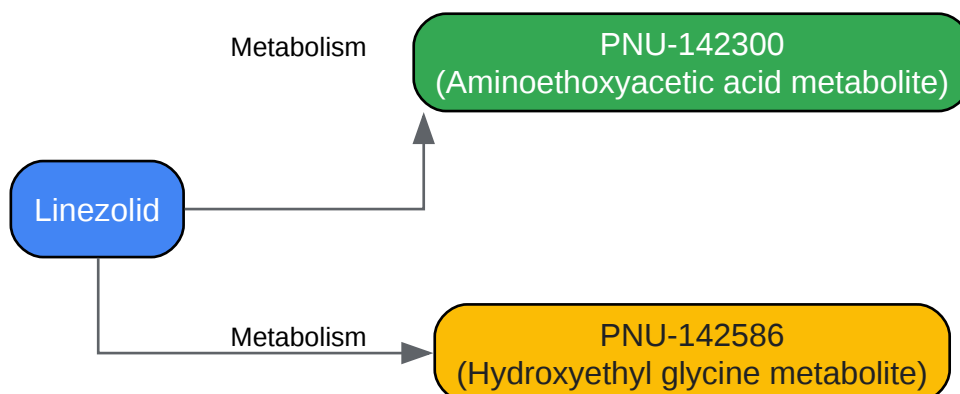 Metabolism
PNU-142300
(Aminoethoxyacetic acid metabolite)
Linezolid
Metabolism
PNU-142586
(Hydroxyethyl glycine metabolite)